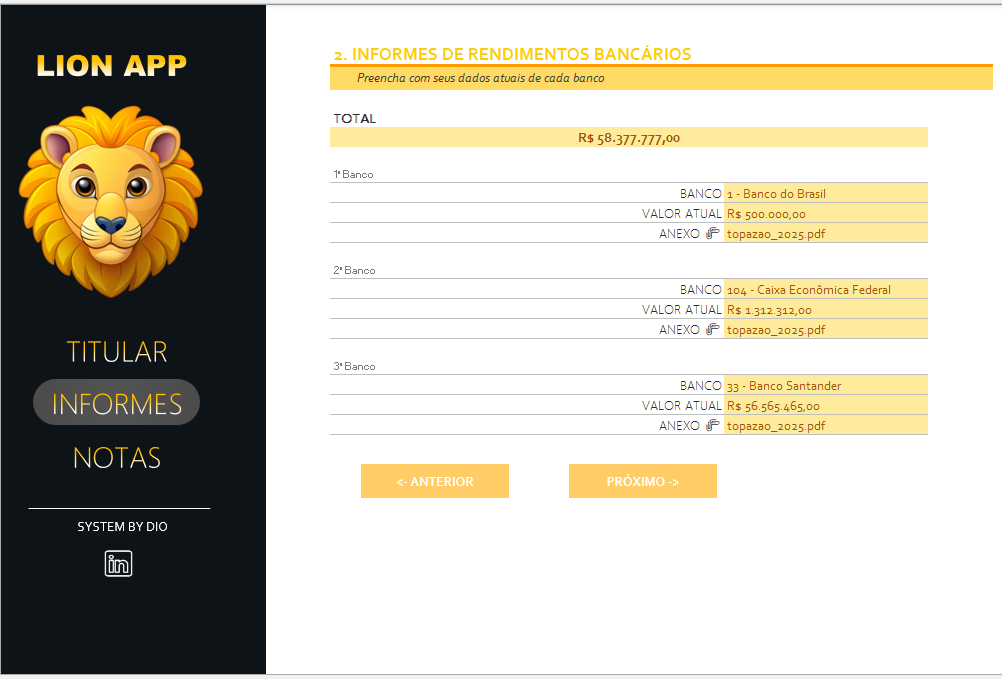 LION APP
TITULAR
INFORMES
NOTAS
SYSTEM BY DIO
in
2. INFORMES DE RENDIMENTOS BANCÁRIOS
Preencha com seus dados atuais de cada banco
TOTAL
R$ 58.377.777,00
1º Banco
BANCO 1 - Banco do Brasil
VALOR ATUAL R$ 500.000,00
ANEXO topazao_2025.pdf
2º Banco
BANCO 104 - Caixa Econômica Federal
VALOR ATUAL R$ 1.312.312,00
ANEXO topazao_2025.pdf
3º Banco
BANCO 33 - Banco Santander
VALOR ATUAL R$ 56.565.465,00
ANEXO topazao_2025.pdf
<- ANTERIOR PRÓXIMO ->